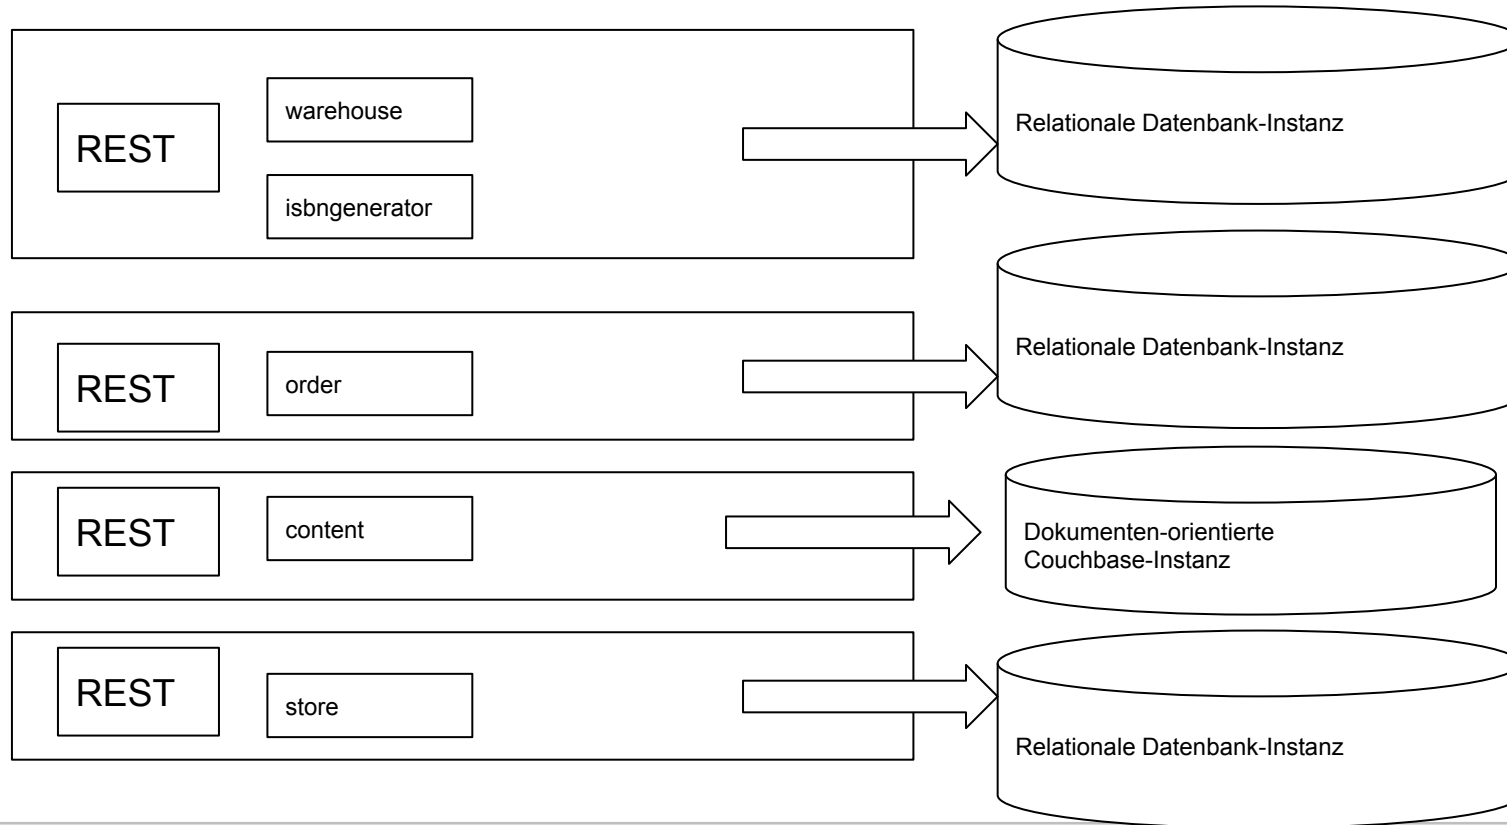 REST
warehouse
isbngenerator
Relationale Datenbank-Instanz
REST
order
Relationale Datenbank-Instanz
REST
content
Dokumenten-orientierte
Couchbase-Instanz
REST
store
Relationale Datenbank-Instanz